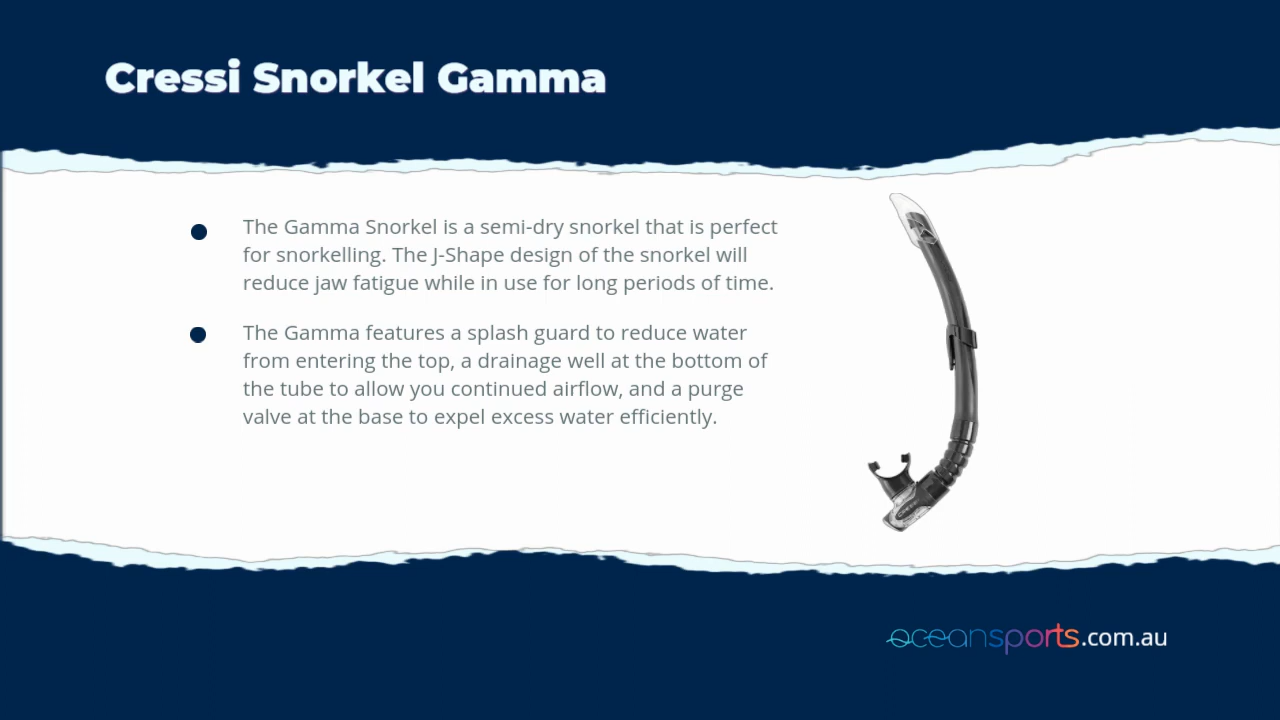 Cressi Snorkel Gamma
The Gamma Snorkel is a semi-dry snorkel that is perfect
for snorkelling. The J-Shape design of the snorkel will
reduce jaw fatigue while in use for long periods of time.
The Gamma features a splash guard to reduce water
from entering the top, a drainage well at the bottom of
the tube to allow you continued airflow, and a purge
valve at the base to expel excess water efficiently.
oceansports.com.au